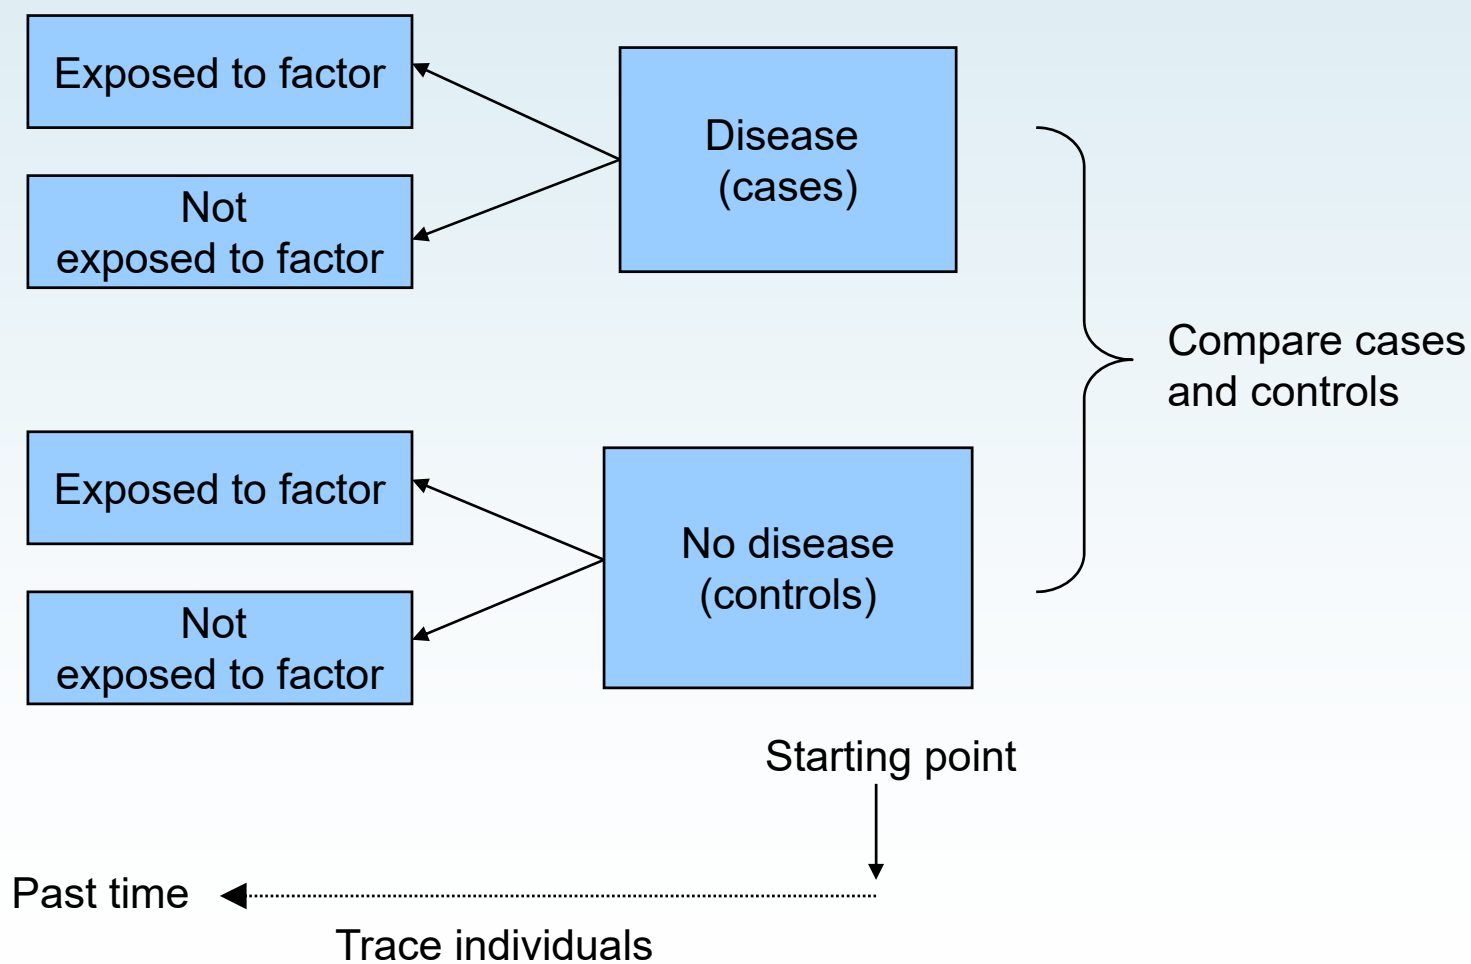 Exposed to factor
Not
exposed to factor
Disease
(cases)
Compare cases
and controls
Exposed to factor
Not
exposed to factor
No disease
(controls)
Starting point
Past time
Trace individuals